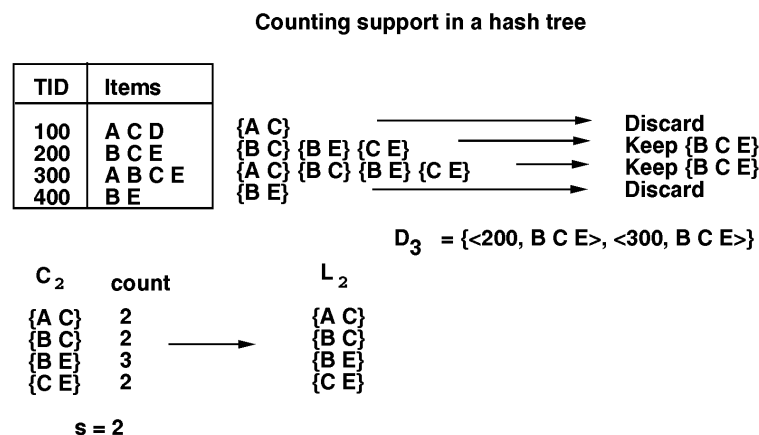 Counting support in a hash tree
TID Items
100 A C D {A C} Discard
200 B C E {B C} {B E} {C E} Keep {B C E}
300 A B C E {A C} {B C} {B E} {C E} Keep {B C E}
400 B E {B E} Discard
D3 = {<200, B C E>, <300, B C E>}
C2 count L2
{A C} 2 {A C}
{B C} 2 {B C}
{B E} 3 {B E}
{C E} 2 {C E}
s = 2